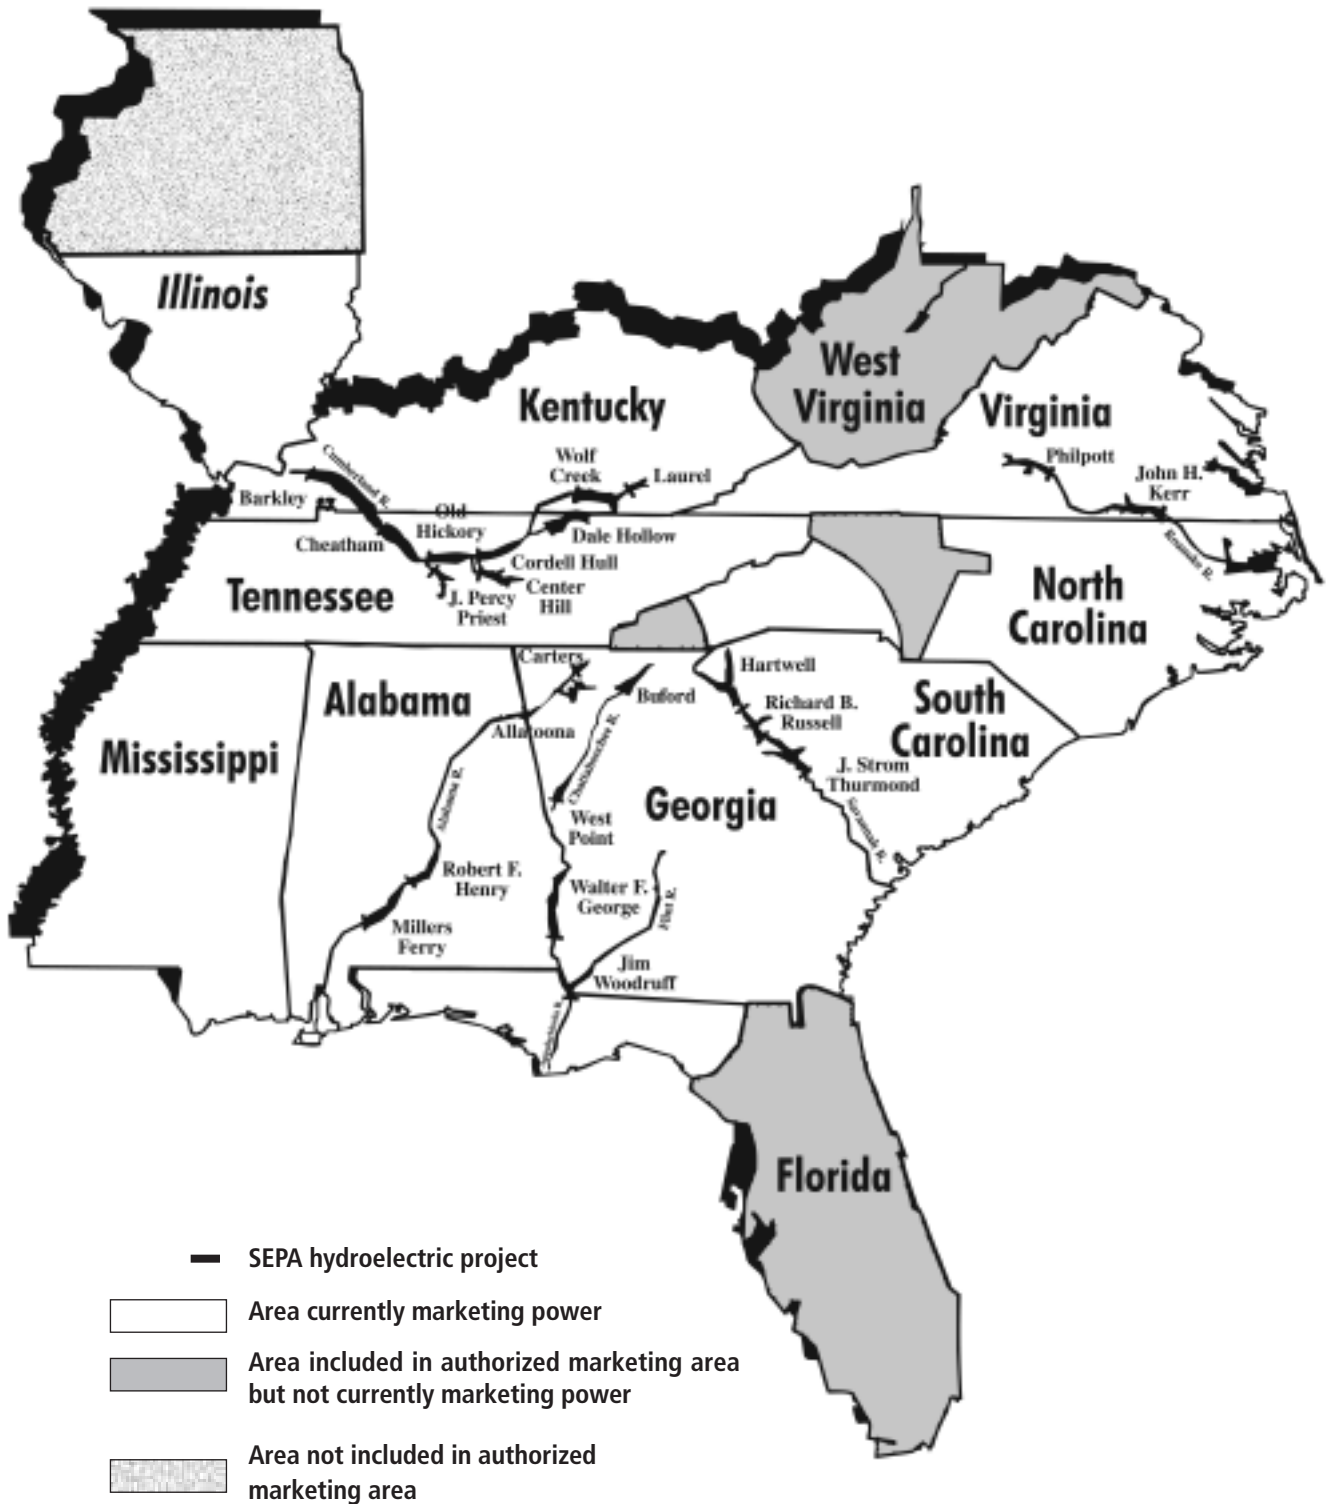 Illinois
West
Virginia
Kentucky
Virginia
Wolf
Creek
Laurel
Philpott
John H.
Kerr
Cumberland R.
Barkley
Old
Hickory
Cheatham
Dale Hollow
Cordell Hull
Roanoke R.
Tennessee
Center
Hill
J. Percy
Priest
North
Carolina
Carters
Hartwell
Buford
Alabama
Richard B.
Russell
South
Carolina
Allatoona
Mississippi
Chattahoochee R.
J. Strom
Thurmond
Alabama R.
Georgia
Savannah R.
West
Point
Robert F.
Henry
Walter F.
George
Flint R.
Millers
Ferry
Jim
Woodruff
Florida
SEPA hydroelectric project
Area currently marketing power
Area included in authorized marketing area
but not currently marketing power
Area not included in authorized
marketing area